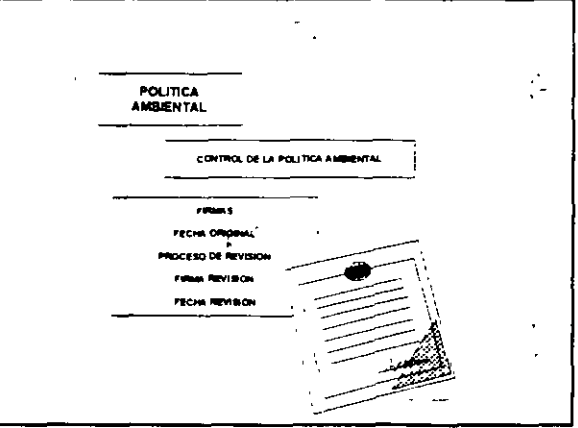 POLITICA
AMBIENTAL
CONTROL DE LA POLITICA AMBIENTAL
FIRMAS
FECHA ORIGINAL
PROCESO DE REVISION
FIRMA REVISION
FECHA REVISION